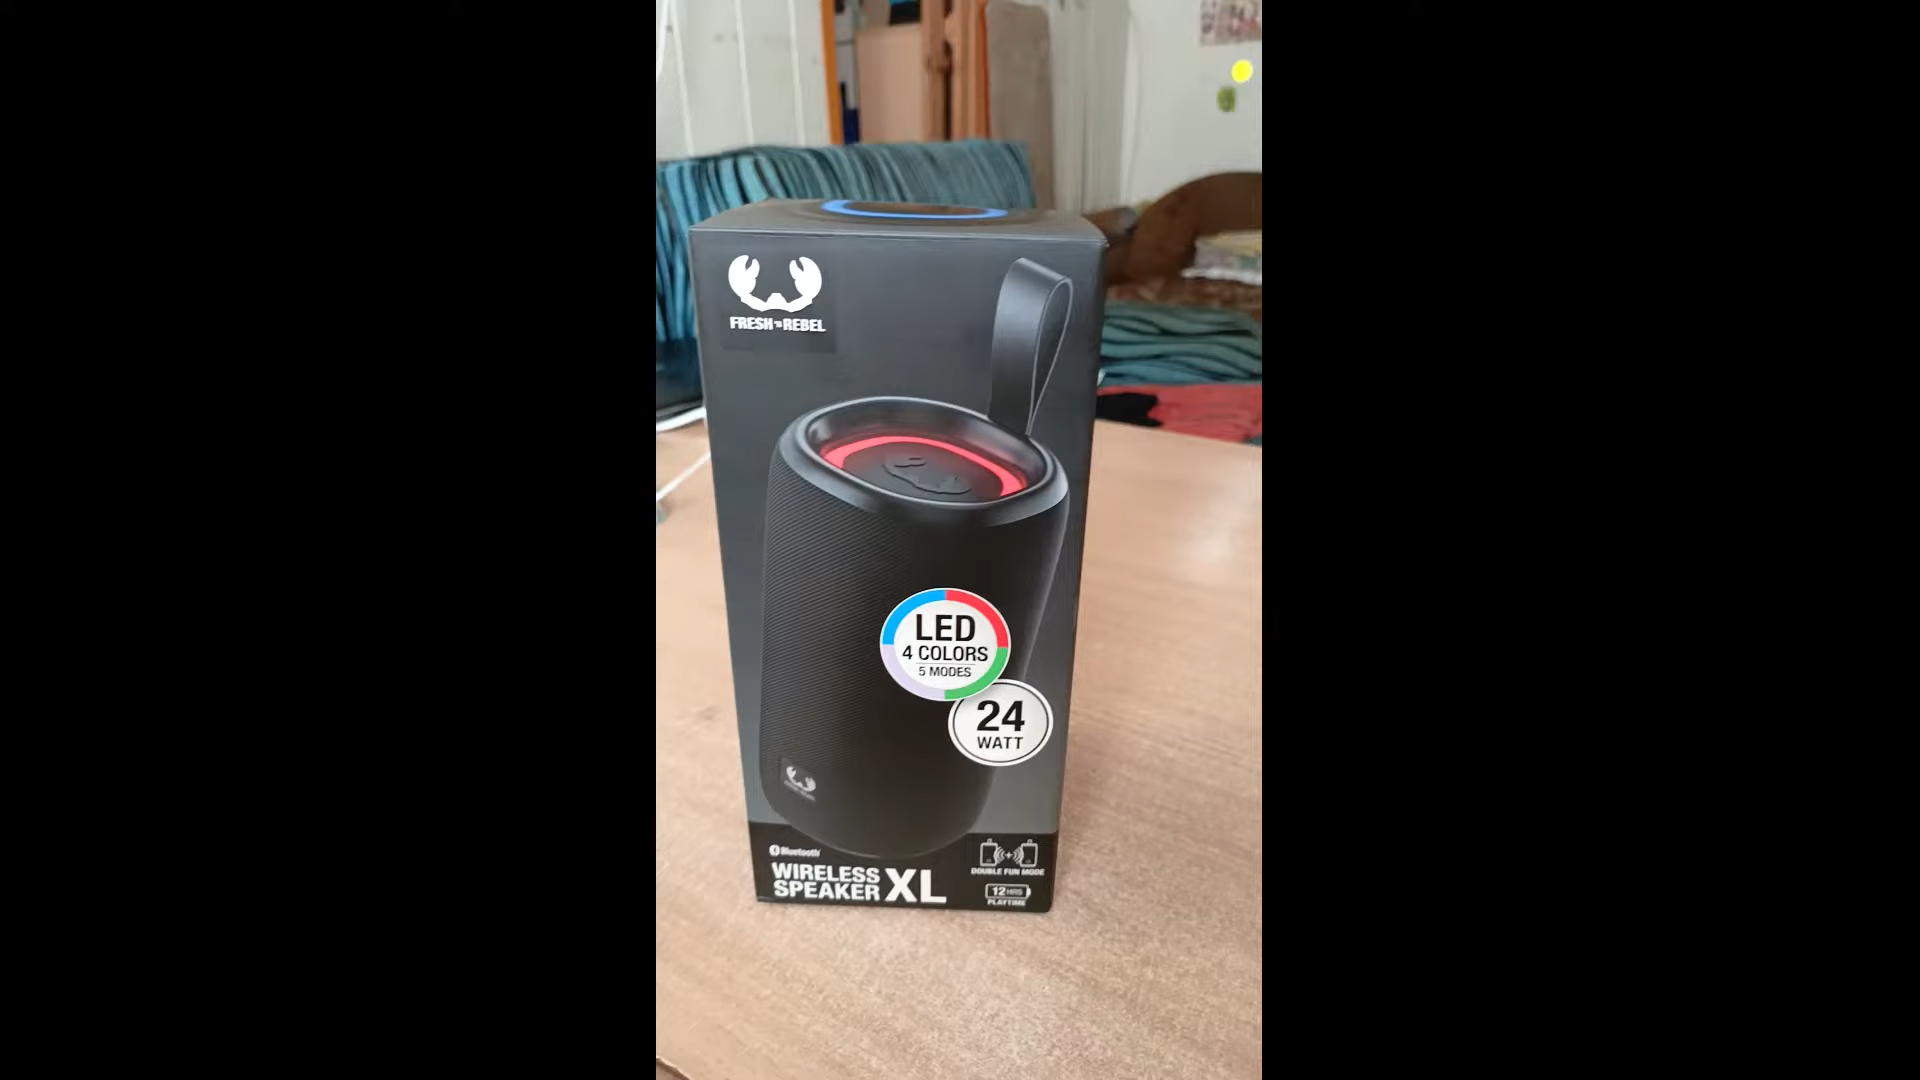 FRESH 'N REBEL
LED
4 COLORS
5 MODES
24
WATT
Bluetooth
WIRELESS
SPEAKER XL
DOUBLE FUN MODE
12 HRS
PLAYTIME